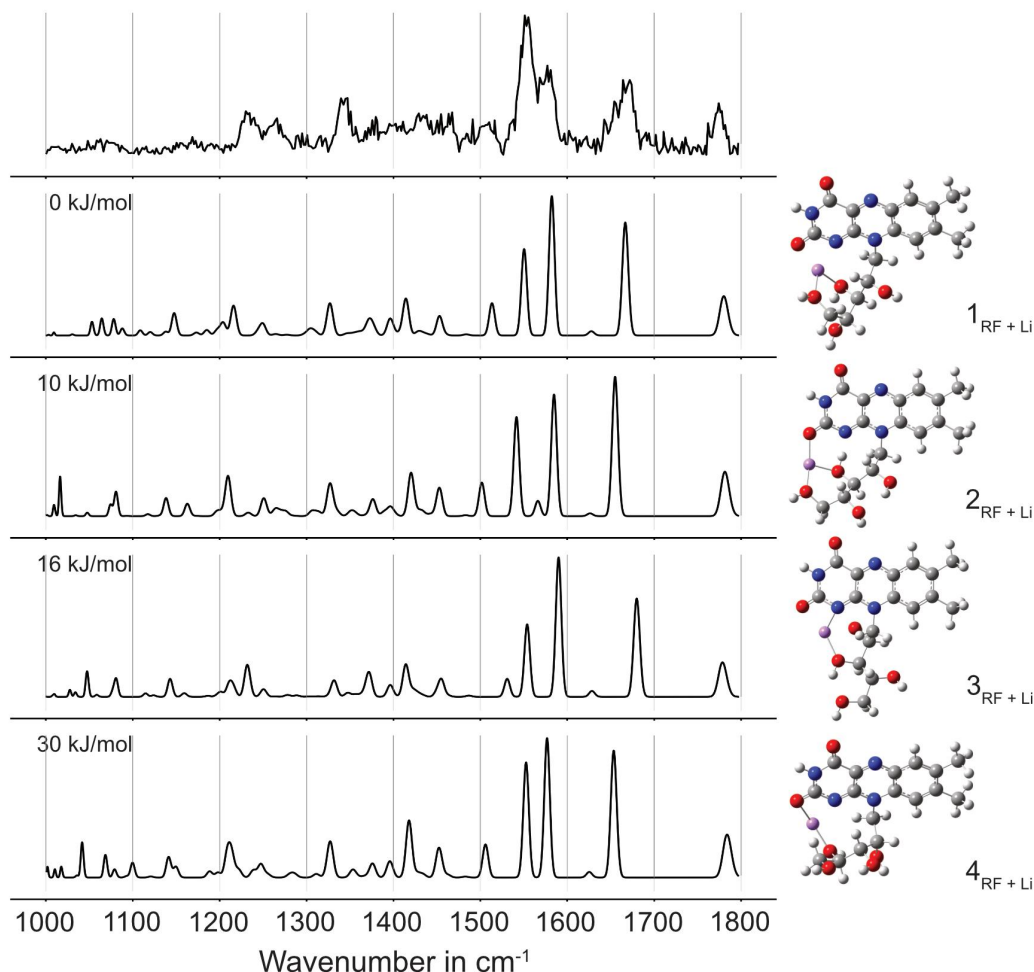 0 kJ/mol
1RF + Li
10 kJ/mol
2RF + Li
16 kJ/mol
3RF + Li
30 kJ/mol
4RF + Li
1000 1100 1200 1300 1400 1500 1600 1700 1800
Wavenumber in cm-1